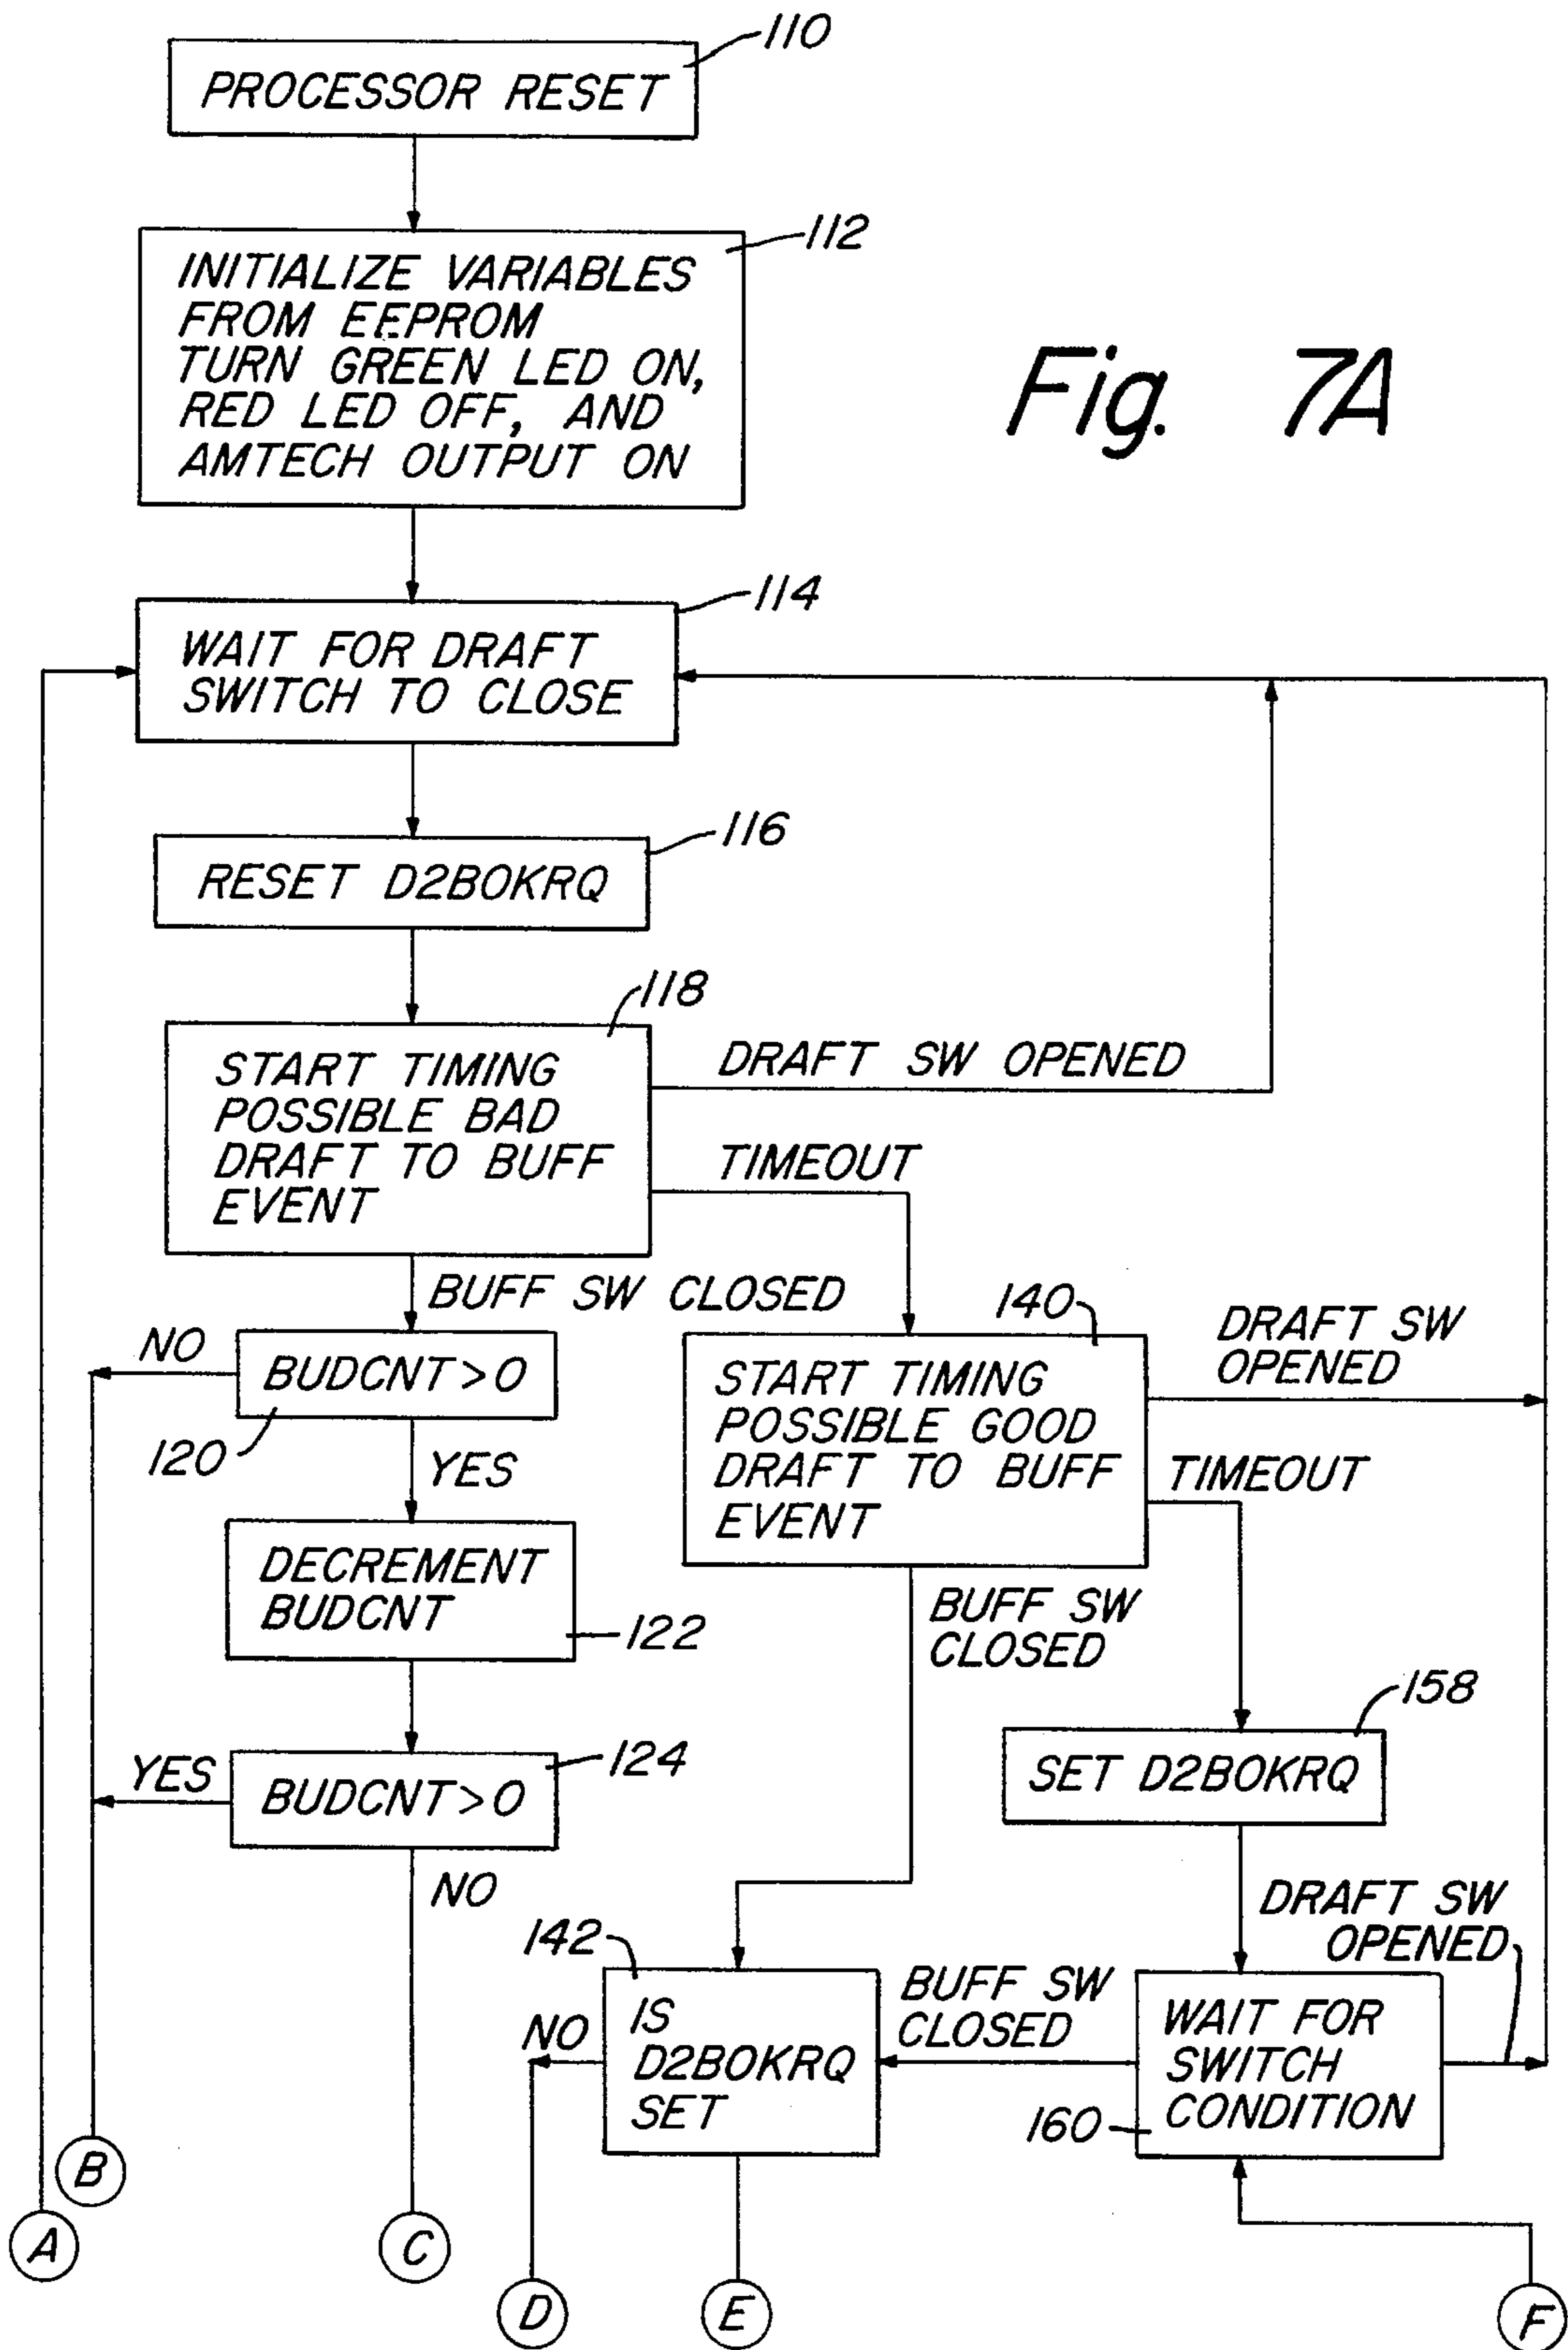 110
PROCESSOR RESET
112
INITIALIZE VARIABLES
FROM EEPROM
TURN GREEN LED ON,
RED LED OFF, AND
AMTECH OUTPUT ON
Fig. 7A
114
WAIT FOR DRAFT
SWITCH TO CLOSE
116
RESET D2BOKRQ
118
START TIMING
POSSIBLE BAD
DRAFT TO BUFF
EVENT
DRAFT SW OPENED
TIMEOUT
BUFF SW CLOSED
NO
BUDCNT>0
120
YES
140
START TIMING
POSSIBLE GOOD
DRAFT TO BUFF
EVENT
DRAFT SW
OPENED
TIMEOUT
DECREMENT
BUDCNT
122
BUFF SW
CLOSED
158
SET D2BOKRQ
YES
124
BUDCNT>0
NO
DRAFT SW
OPENED
142
IS
D2BOKRQ
SET
NO
BUFF SW
CLOSED
WAIT FOR
SWITCH
CONDITION
160
B
A
C
D
E
F